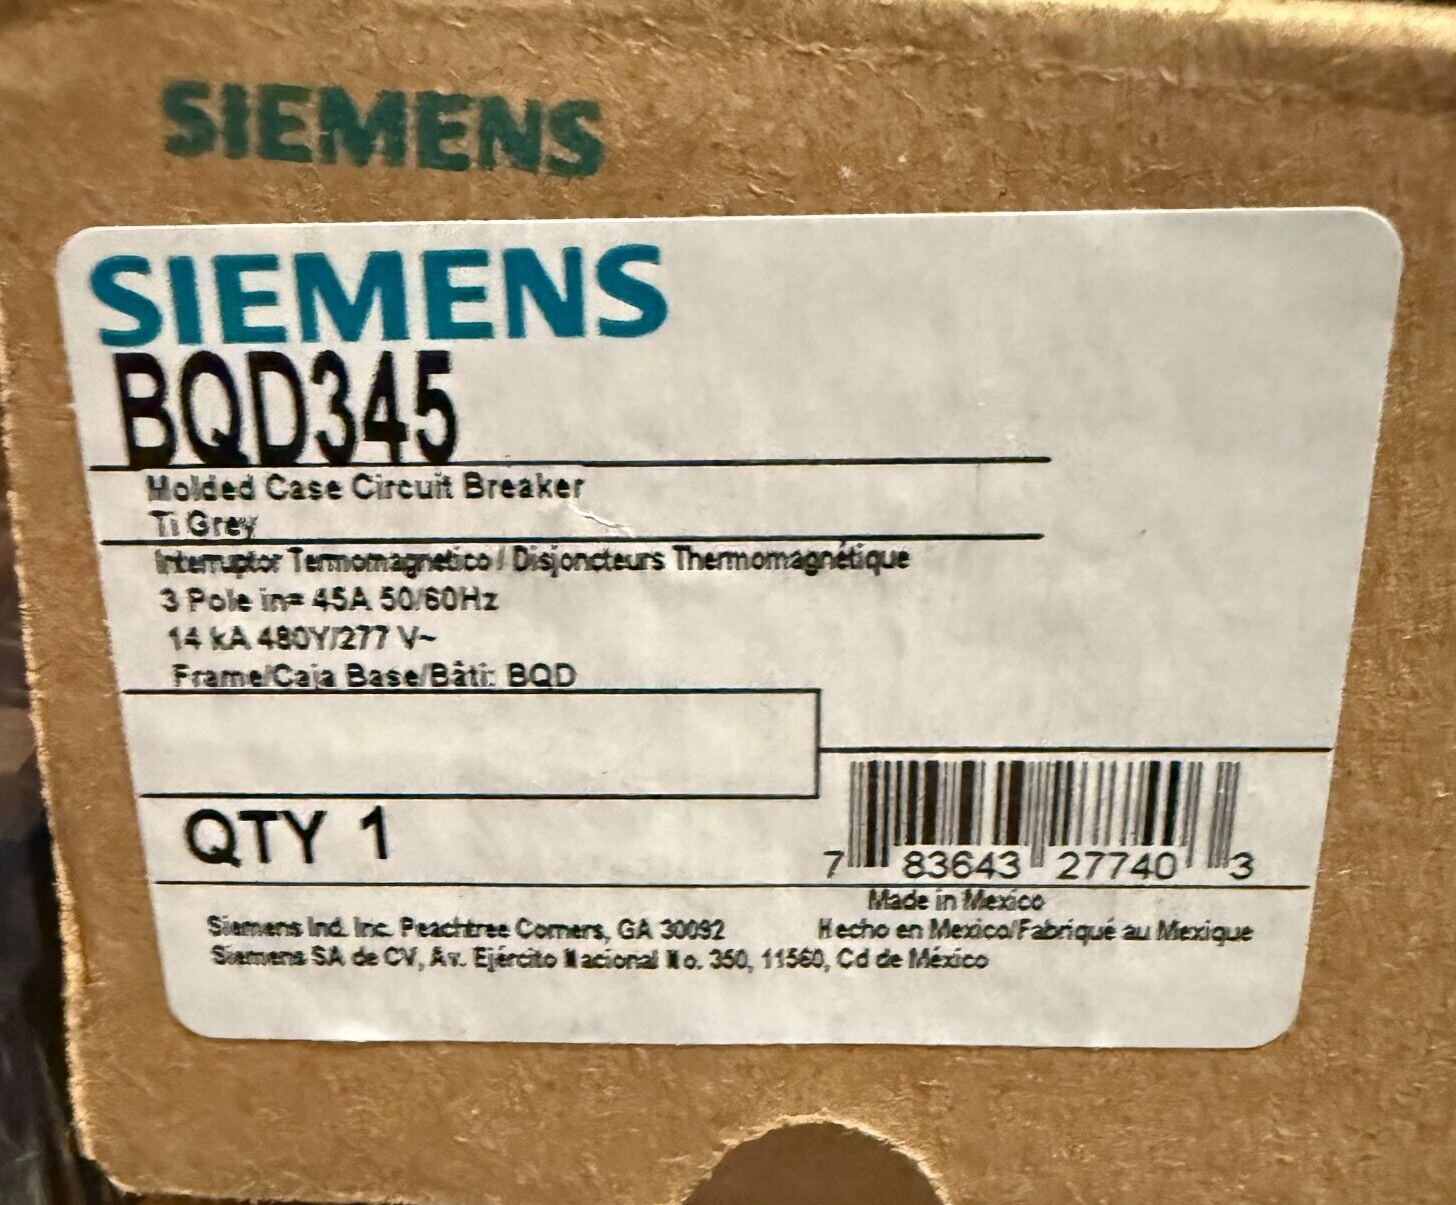 SIEMENS
SIEMENS
BQD345
Molded Case Circuit Breaker
Ti Grey
Interruptor Termomagnetico / Disjoncteurs Thermomagnétique
3 Pole in= 45A 50/60Hz
14 kA 480Y/277 V~
Frame/Caja Base/Bâti: BQD
QTY 1
7 83643 27740 3
Made in Mexico
Siemens Ind. Inc. Peachtree Corners, GA 30092 Hecho en Mexico/Fabriqué au Mexique
Siemens SA de CV, Av. Ejército Nacional No. 350, 11560, Cd de México